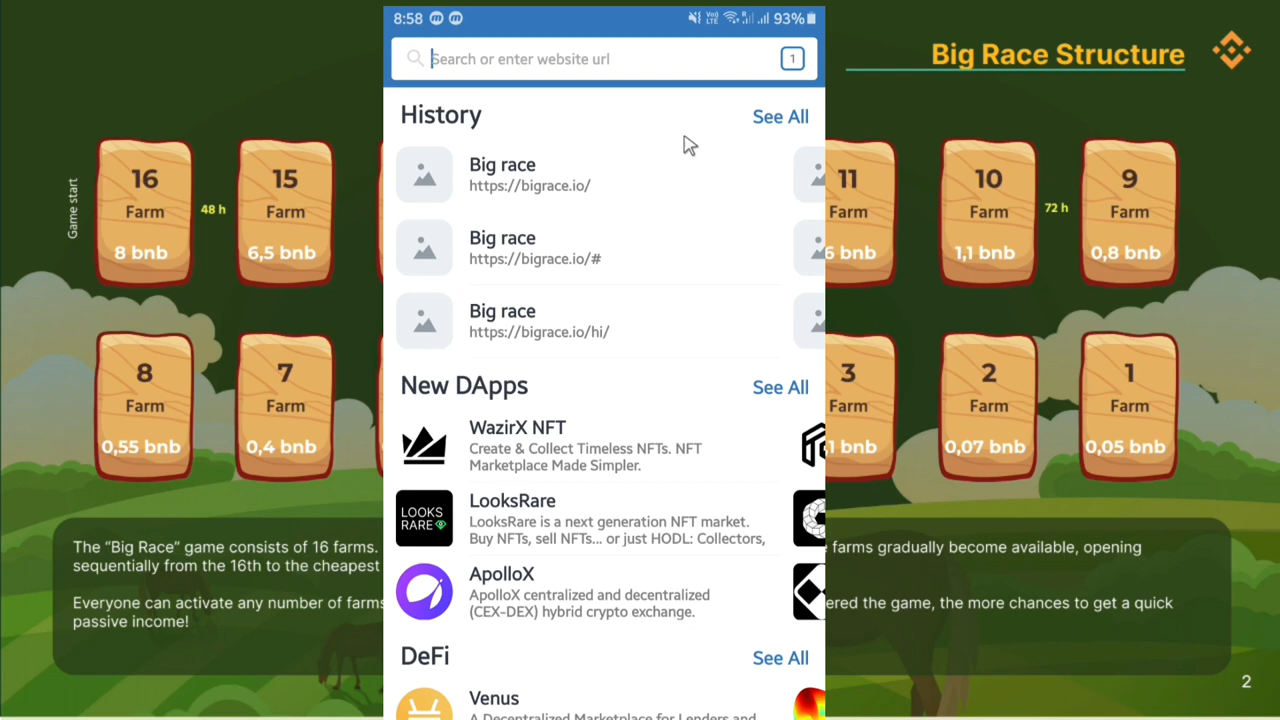 8:58
93%
Search or enter website url
1
History
See All
Big race
https://bigrace.io/
Big race
https://bigrace.io/#
Big race
https://bigrace.io/hi/
New DApps
See All
WazirX NFT
Create & Collect Timeless NFTs. NFT
Marketplace Made Simpler.
LOOKS
RARE
LooksRare
LooksRare is a next generation NFT market.
Buy NFTs, sell NFTs... or just HODL: Collectors,
ApolloX
ApolloX centralized and decentralized
(CEX-DEX) hybrid crypto exchange.
DeFi
See All
Venus
A Decentralized Marketplace for Lenders and
Big Race Structure
Game start
16
Farm
8 bnb
48 h
15
Farm
6,5 bnb
11
Farm
6 bnb
10
Farm
1,1 bnb
72 h
9
Farm
0,8 bnb
8
Farm
0,55 bnb
7
Farm
0,4 bnb
3
Farm
1 bnb
2
Farm
0,07 bnb
1
Farm
0,05 bnb
The “Big Race” game consists of 16 farms. farms gradually become available, opening
sequentially from the 16th to the cheapest
Everyone can activate any number of farms ered the game, the more chances to get a quick
passive income!
2